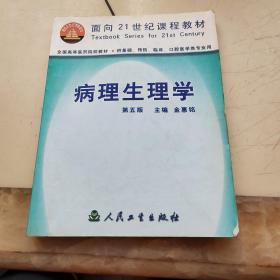 面向21世纪课程教材
Textbook Series for 21st Century
全国高等医药院校教材·供基础、预防、临床、口腔医学类专业用
病理生理学
第五版 主编 金惠铭
人民卫生出版社